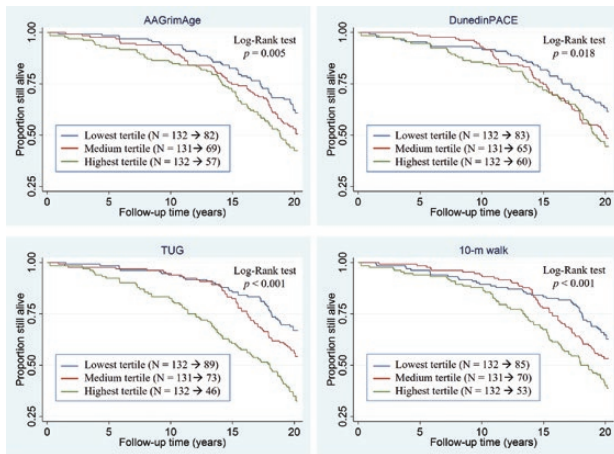 AAGrimAge
Log-Rank test
p = 0.005
Proportion still alive
1.00
0.75
0.50
0.25
Lowest tertile (N = 132 → 82)
Medium tertile (N = 131→ 69)
Highest tertile (N = 132 → 57)
0 5 10 15 20
Follow-up time (years)
DunedinPACE
Log-Rank test
p = 0.018
Proportion still alive
1.00
0.75
0.50
0.25
Lowest tertile (N = 132 → 83)
Medium tertile (N = 131→ 65)
Highest tertile (N = 132 → 60)
0 5 10 15 20
Follow-up time (years)
TUG
Log-Rank test
p < 0.001
Proportion still alive
1.00
0.75
0.50
0.25
Lowest tertile (N = 132 → 89)
Medium tertile (N = 131→ 73)
Highest tertile (N = 132 → 46)
0 5 10 15 20
Follow-up time (years)
10-m walk
Log-Rank test
p < 0.001
Proportion still alive
1.00
0.75
0.50
0.25
Lowest tertile (N = 132 → 85)
Medium tertile (N = 131→ 70)
Highest tertile (N = 132 → 53)
0 5 10 15 20
Follow-up time (years)